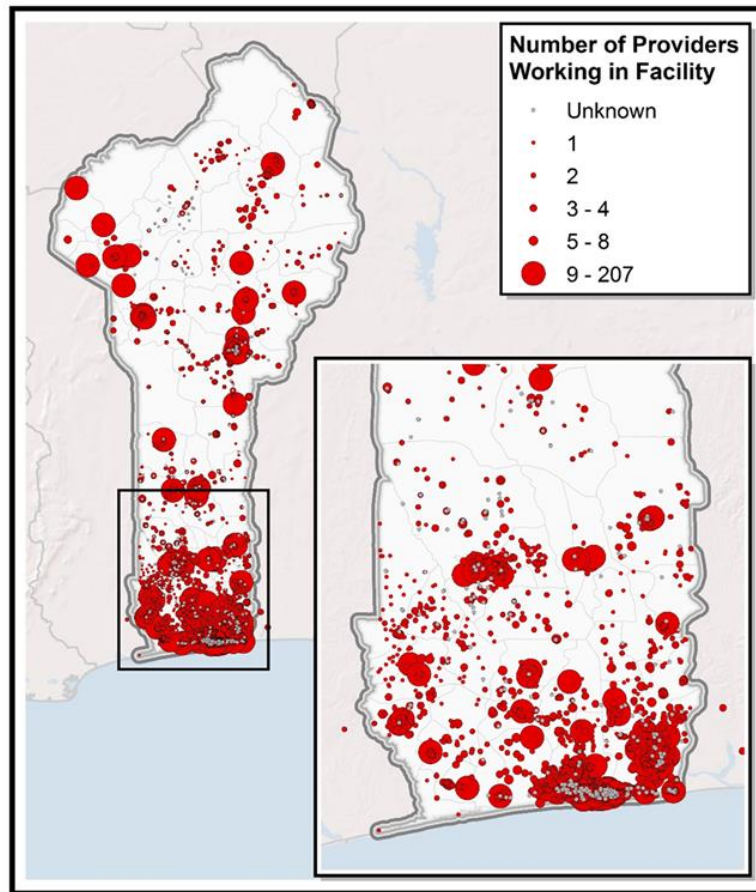 Number of Providers
Working in Facility
Unknown
1
2
3 - 4
5 - 8
9 - 207